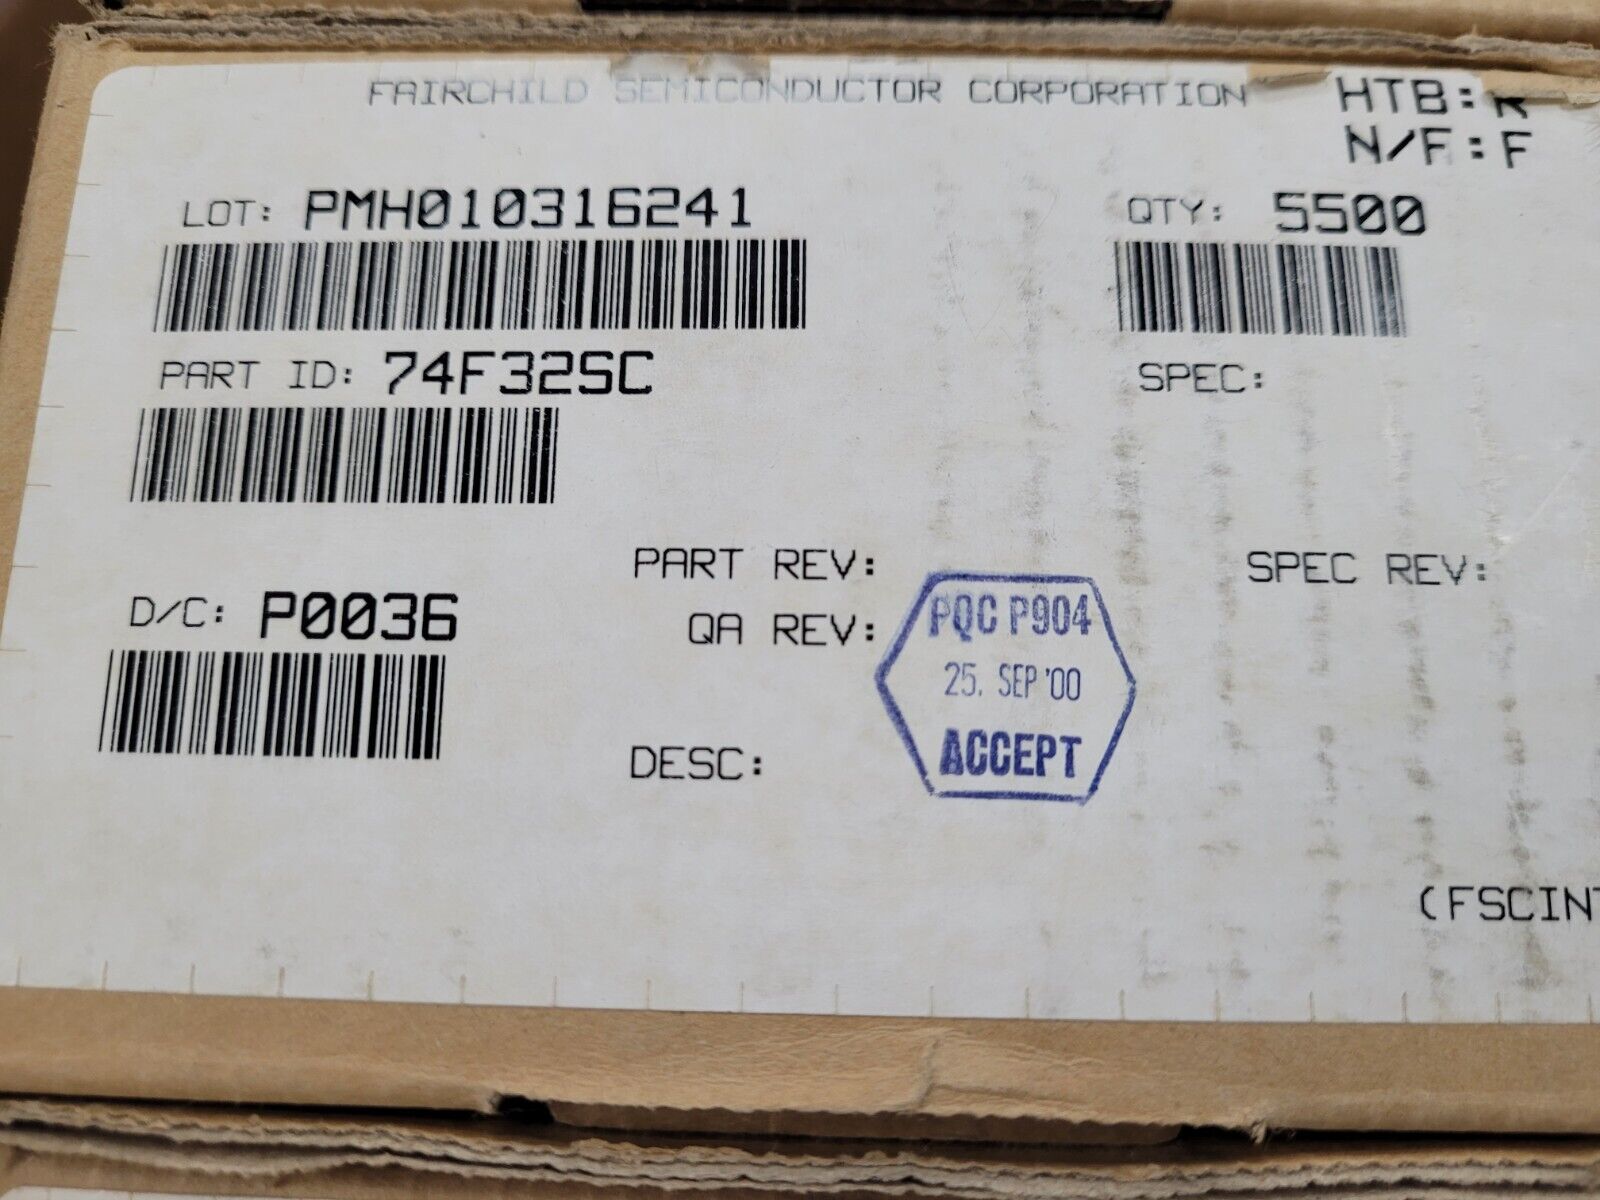 FAIRCHILD SEMICONDUCTOR CORPORATION
HTB: R
N/F: F
LOT: PMH010316241
QTY: 5500
PART ID: 74F32SC
SPEC:
PART REV:
SPEC REV:
D/C: P0036
QA REV:
PQC P904
25. SEP '00
ACCEPT
DESC:
(FSCINT